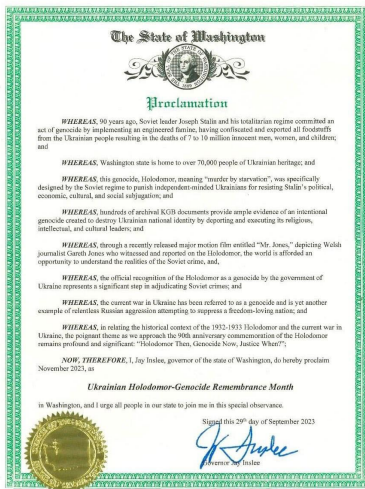 The State of Washington
Proclamation
WHEREAS, 90 years ago, Soviet leader Joseph Stalin and his totalitarian regime committed an
act of genocide by implementing an engineered famine, having confiscated and exported all foodstuffs
from the Ukrainian people resulting in the deaths of 7 to 10 million innocent men, women, and children;
and
WHEREAS, Washington state is home to over 70,000 people of Ukrainian heritage; and
WHEREAS, this genocide, Holodomor, meaning "murder by starvation", was specifically
designed by the Soviet regime to punish independent-minded Ukrainians for resisting Stalin's political,
economic, cultural, and social subjugation; and
WHEREAS, hundreds of archival KGB documents provide ample evidence of an intentional
genocide created to destroy Ukrainian national identity by deporting and executing its religious,
intellectual, and cultural leaders; and
WHEREAS, through a recently released major motion film entitled "Mr. Jones," depicting Welsh
journalist Gareth Jones who witnessed and reported on the Holodomor, the world is afforded an
opportunity to understand the realities of the Soviet crime, and,
WHEREAS, the official recognition of the Holodomor as a genocide by the government of
Ukraine represents a significant step in adjudicating Soviet crimes; and
WHEREAS, the current war in Ukraine has been referred to as a genocide and is yet another
example of relentless Russian aggression attempting to suppress a freedom-loving nation; and
WHEREAS, in relating the historical context of the 1932-1933 Holodomor and the current war in
Ukraine, the poignant theme as we approach the 90th anniversary commemoration of the Holodomor
remains profound and significant: "Holodomor Then, Genocide Now, Justice When?";
NOW, THEREFORE, I, Jay Inslee, governor of the state of Washington, do hereby proclaim
November 2023, as
Ukrainian Holodomor-Genocide Remembrance Month
in Washington, and I urge all people in our state to join me in this special observance.
Signed this 29th day of September 2023
Governor Jay Inslee